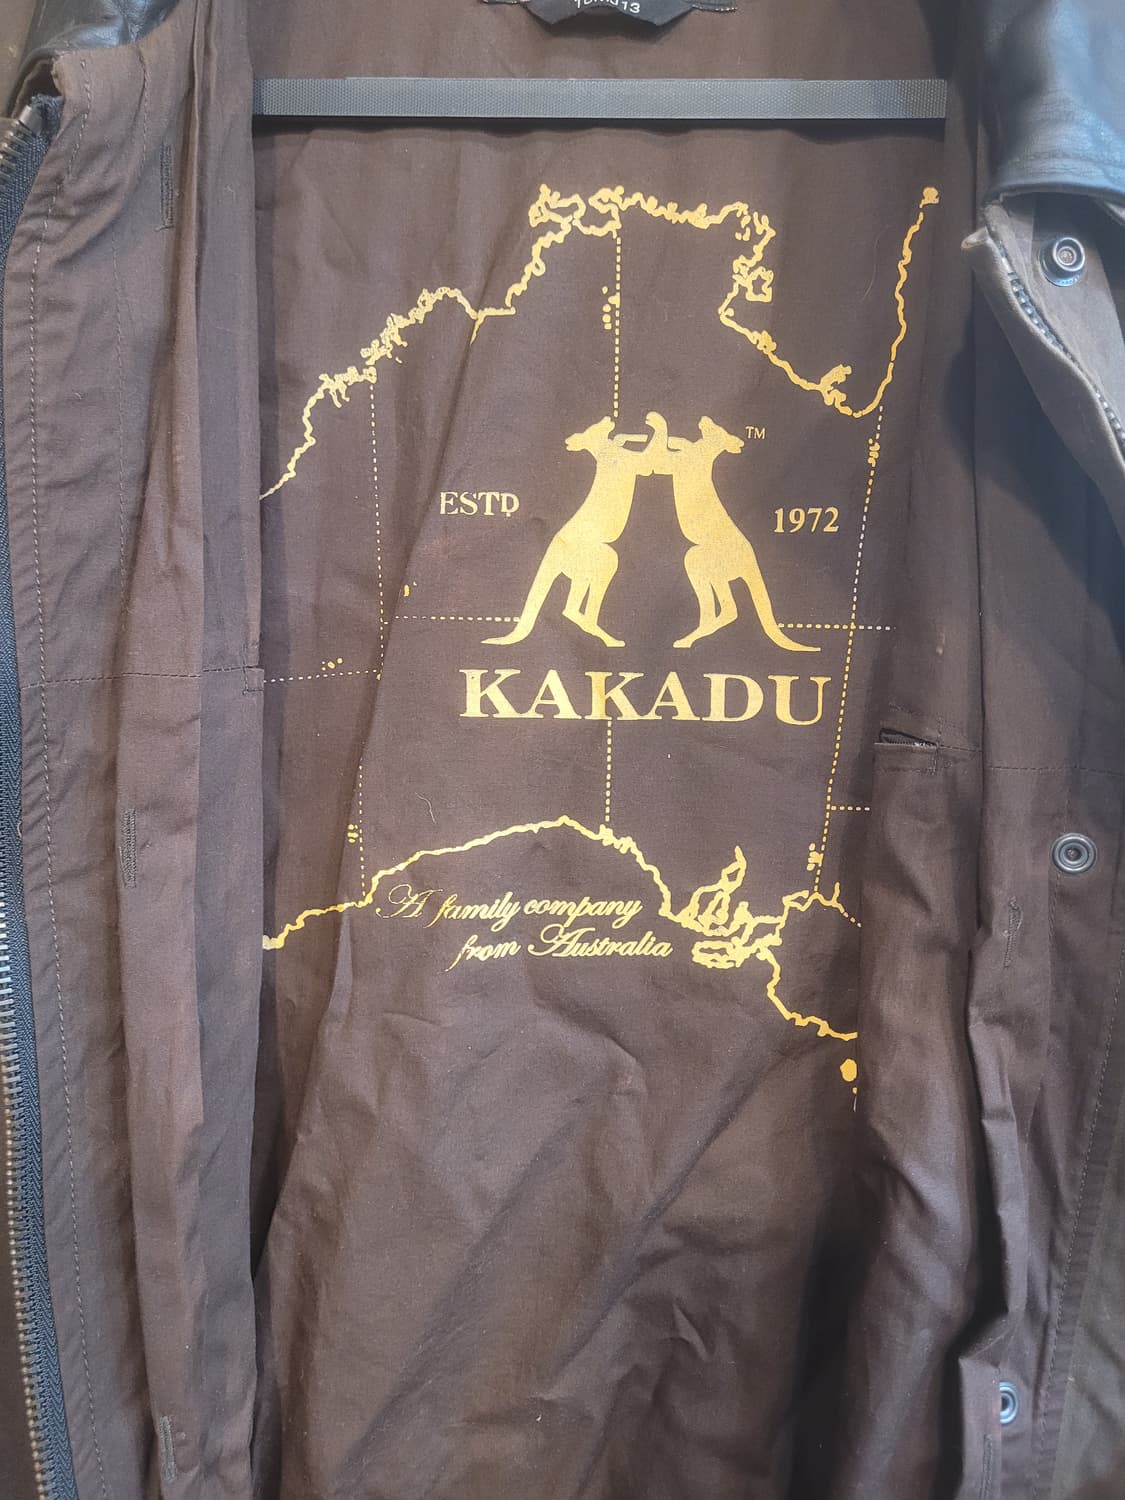 TM
ESTD
1972
KAKADU
A family company
from Australia